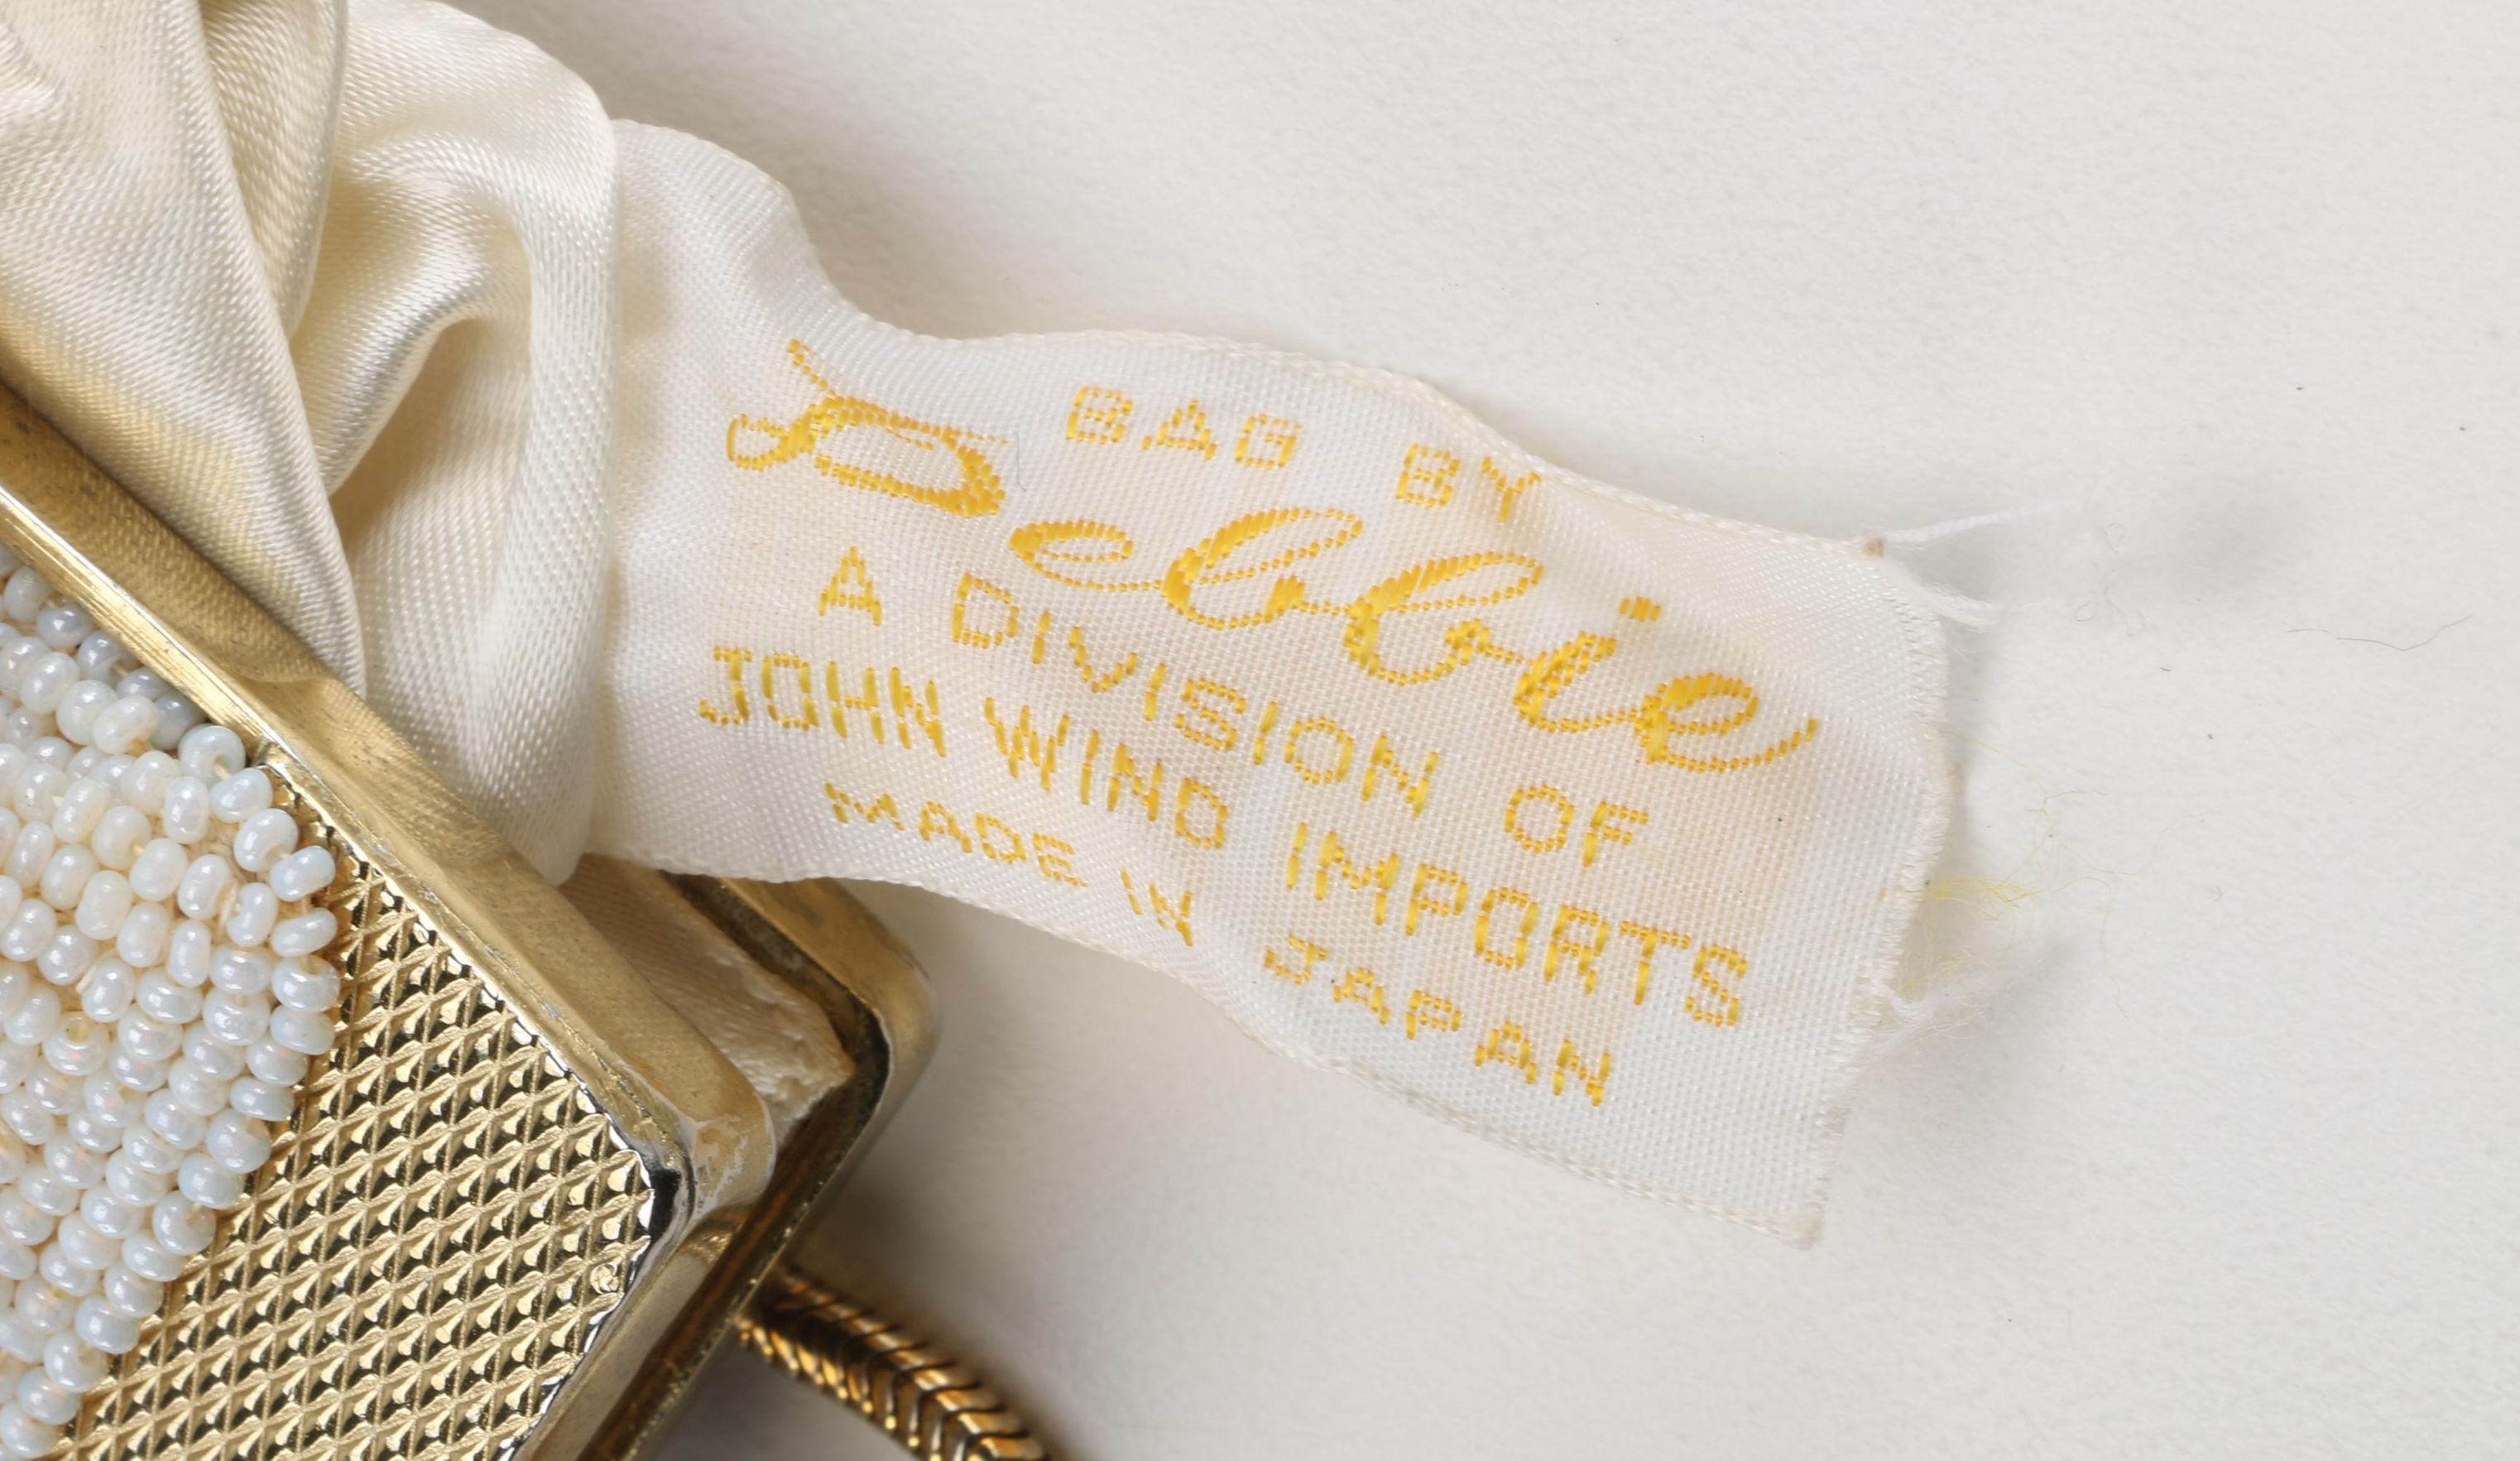 BAG BY
Debbie
A DIVISION OF
JOHN WIND IMPORTS
MADE IN JAPAN